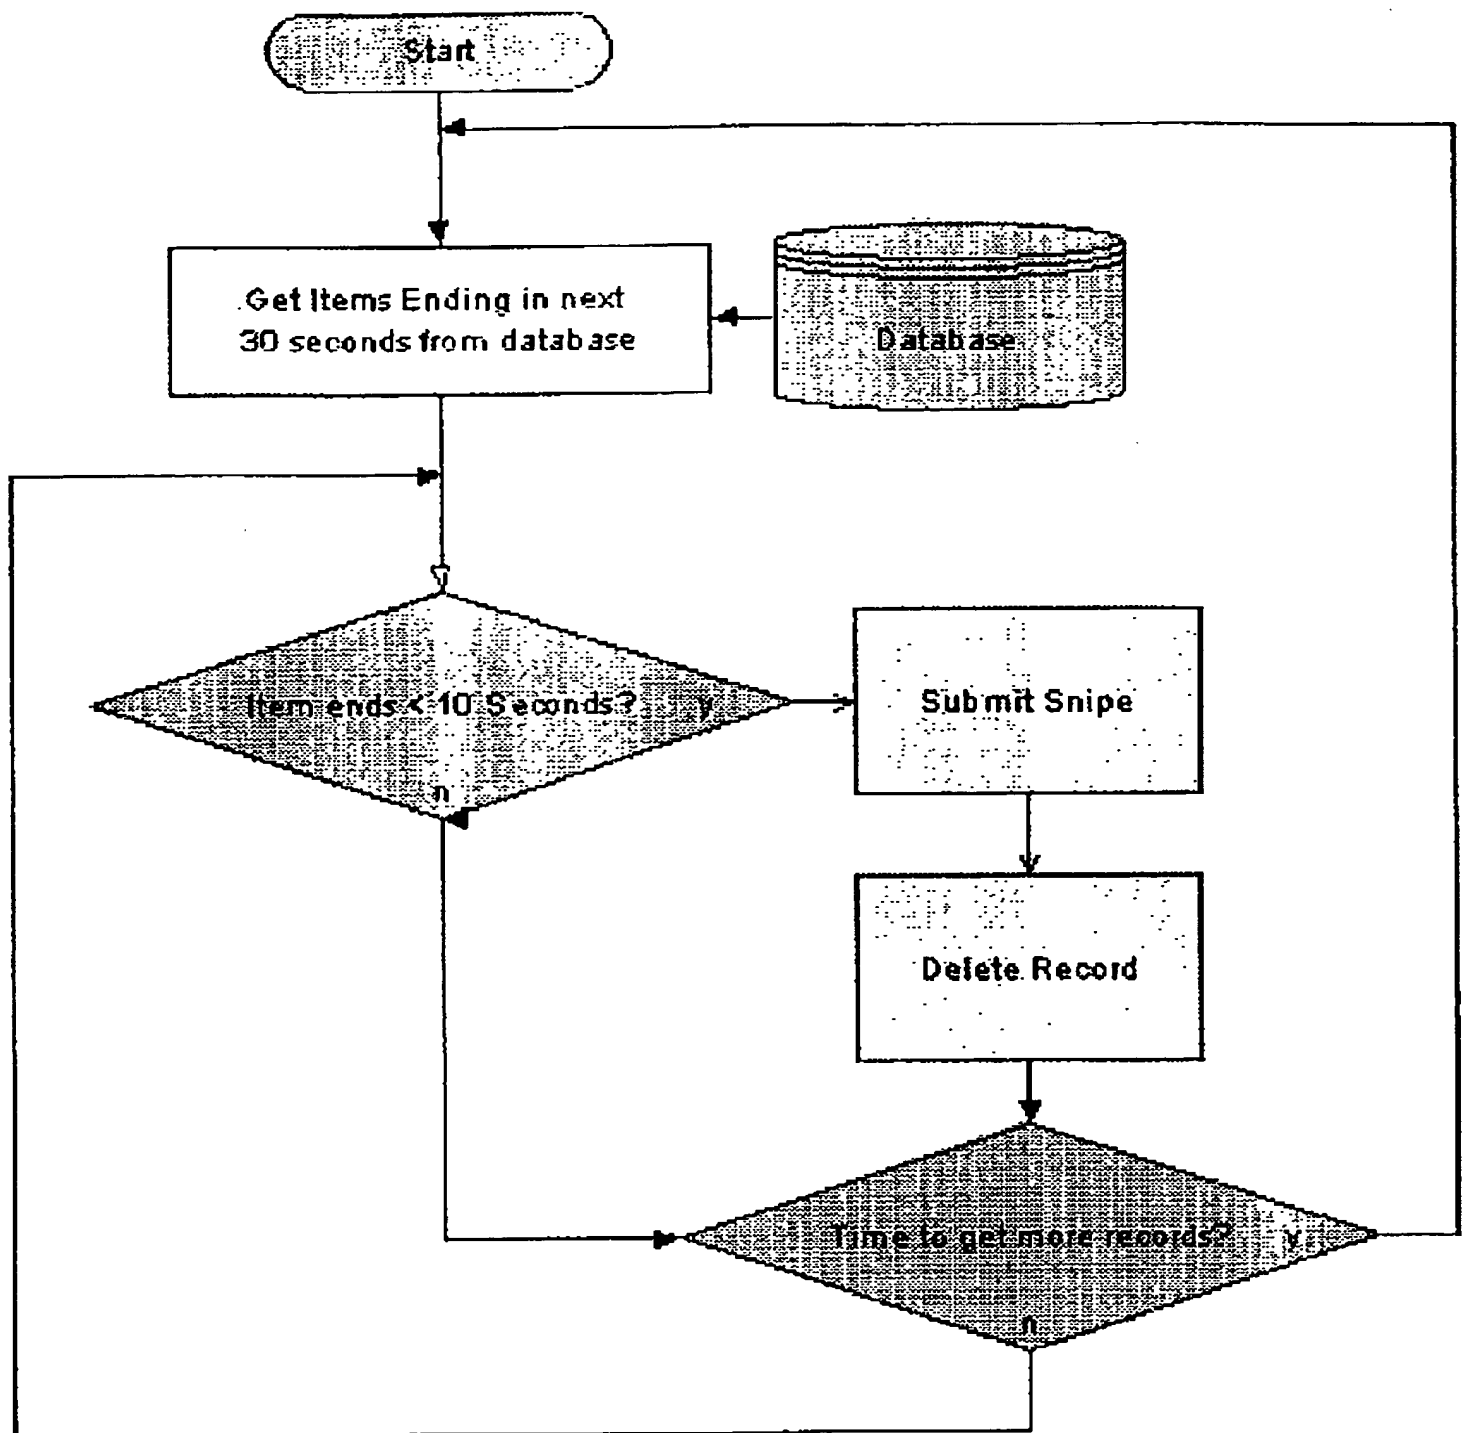 Start
Get Items Ending in next
30 seconds from database
Database
Item ends < 10 Seconds? y
n
Submit Snipe
Delete Record
Time to get more records? y
n